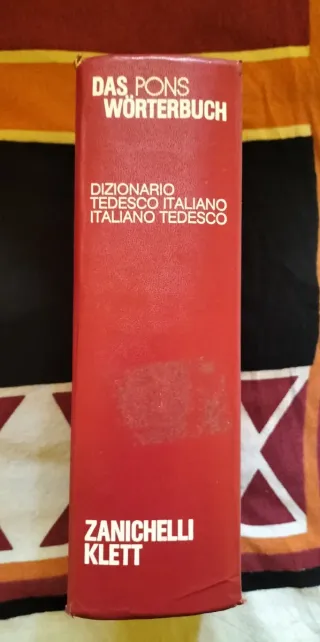 DAS PONS
WÖRTERBUCH
DIZIONARIO
TEDESCO ITALIANO
ITALIANO TEDESCO
ZANICHELLI
KLETT